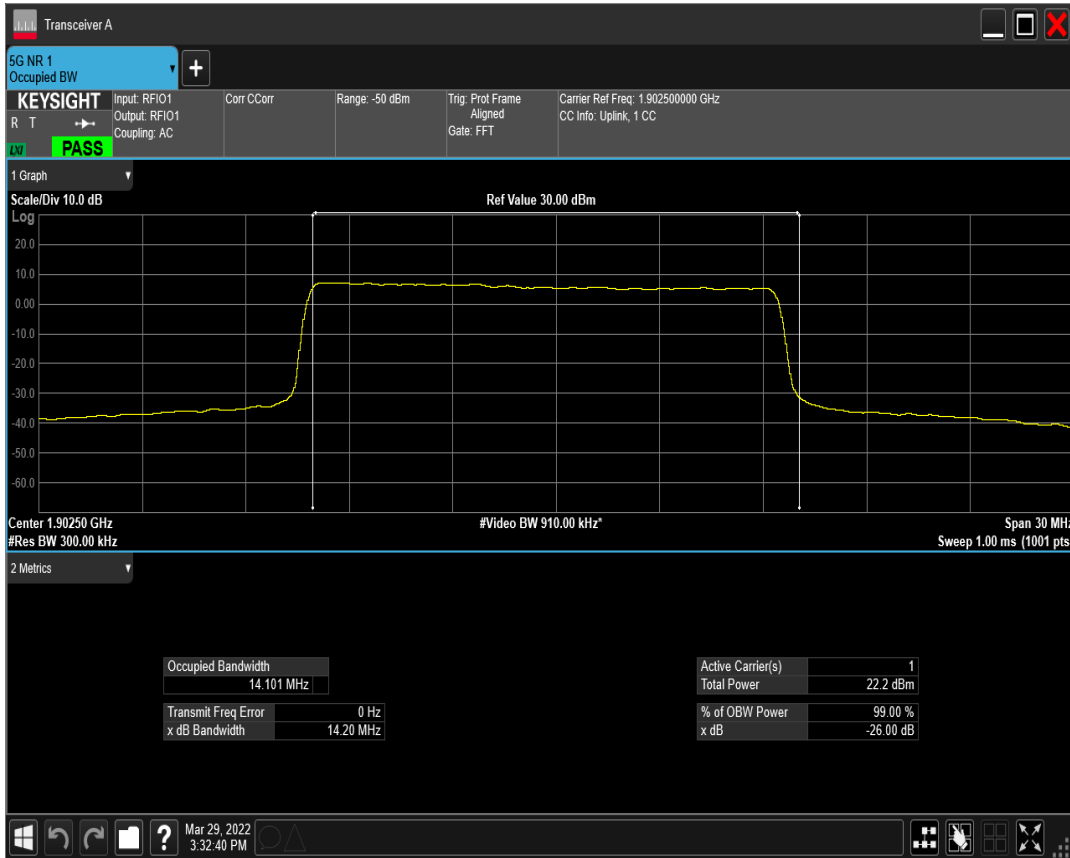 Transceiver A
5G NR 1
Occupied BW
+
KEYSIGHT
R T
LXI
PASS
Input: RFIO1
Output: RFIO1
Coupling: AC
Corr CCorr
Range: -50 dBm
Trig: Prot Frame
Aligned
Gate: FFT
Carrier Ref Freq: 1.902500000 GHz
CC Info: Uplink, 1 CC
1 Graph
Scale/Div 10.0 dB
Ref Value 30.00 dBm
Log
20.0
10.0
0.00
-10.0
-20.0
-30.0
-40.0
-50.0
-60.0
Center 1.90250 GHz
#Video BW 910.00 kHz*
Span 30 MHz
#Res BW 300.00 kHz
Sweep 1.00 ms (1001 pts
2 Metrics
Occupied Bandwidth
14.101 MHz
Transmit Freq Error 0 Hz
x dB Bandwidth 14.20 MHz
Active Carrier(s) 1
Total Power 22.2 dBm
% of OBW Power 99.00 %
x dB -26.00 dB
?
Mar 29, 2022
3:32:40 PM